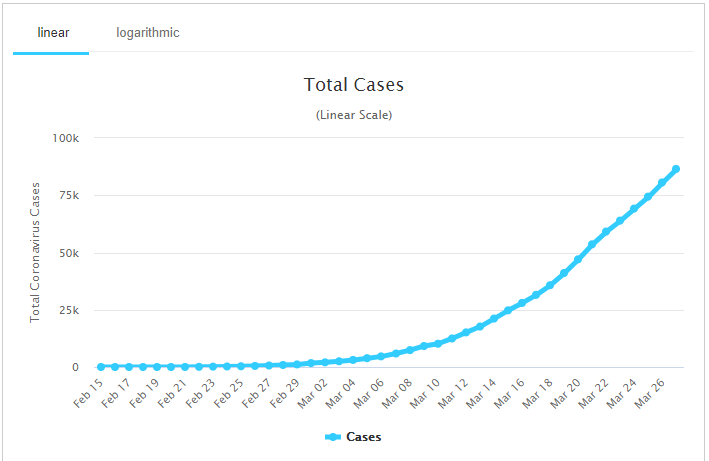 linear logarithmic
Total Cases
(Linear Scale)
Total Coronavirus Cases
100k
75k
50k
25k
0
Feb 15 Feb 17 Feb 19 Feb 21 Feb 23 Feb 25 Feb 27 Feb 29 Mar 02 Mar 04 Mar 06 Mar 08 Mar 10 Mar 12 Mar 14 Mar 16 Mar 18 Mar 20 Mar 22 Mar 24 Mar 26
Cases